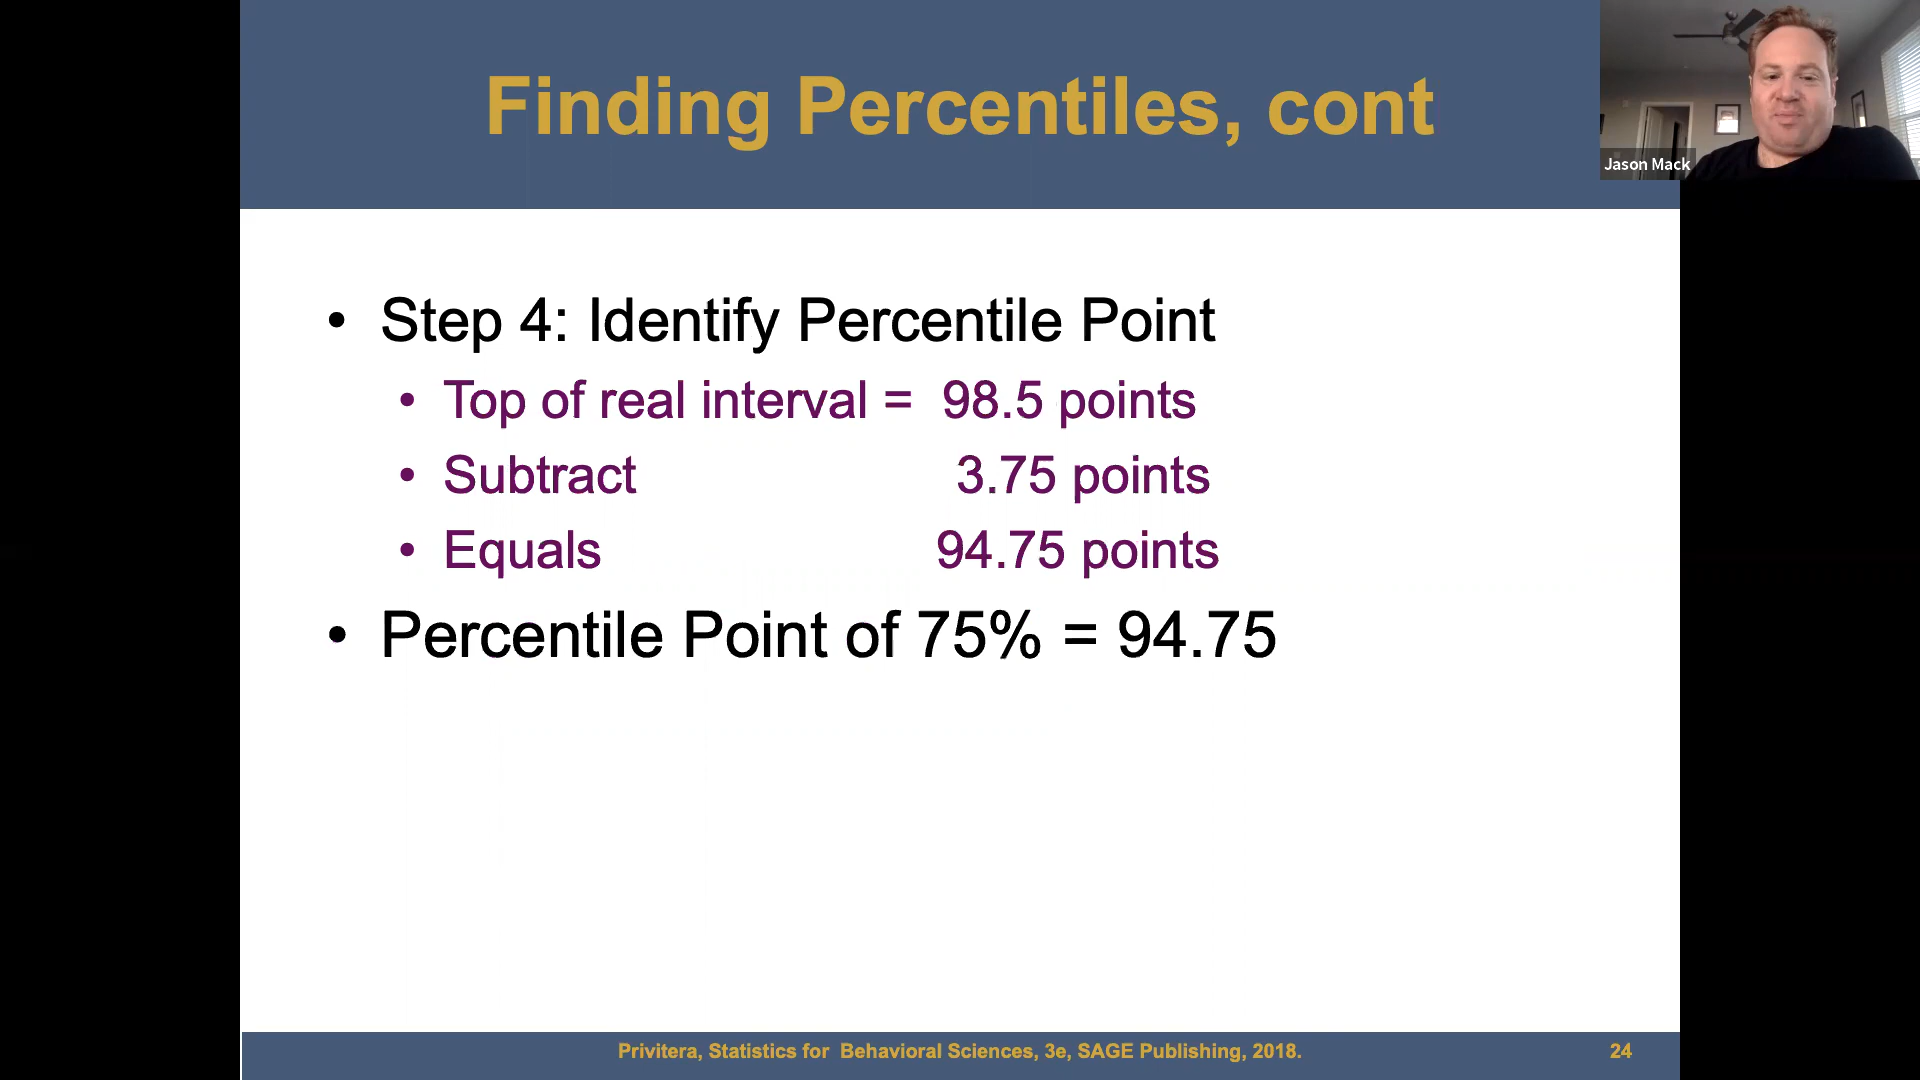 Finding Percentiles, cont
Jason Mack
• Step 4: Identify Percentile Point
• Top of real interval = 98.5 points
• Subtract 3.75 points
• Equals 94.75 points
• Percentile Point of 75% = 94.75
Privitera, Statistics for Behavioral Sciences, 3e, SAGE Publishing, 2018.
24